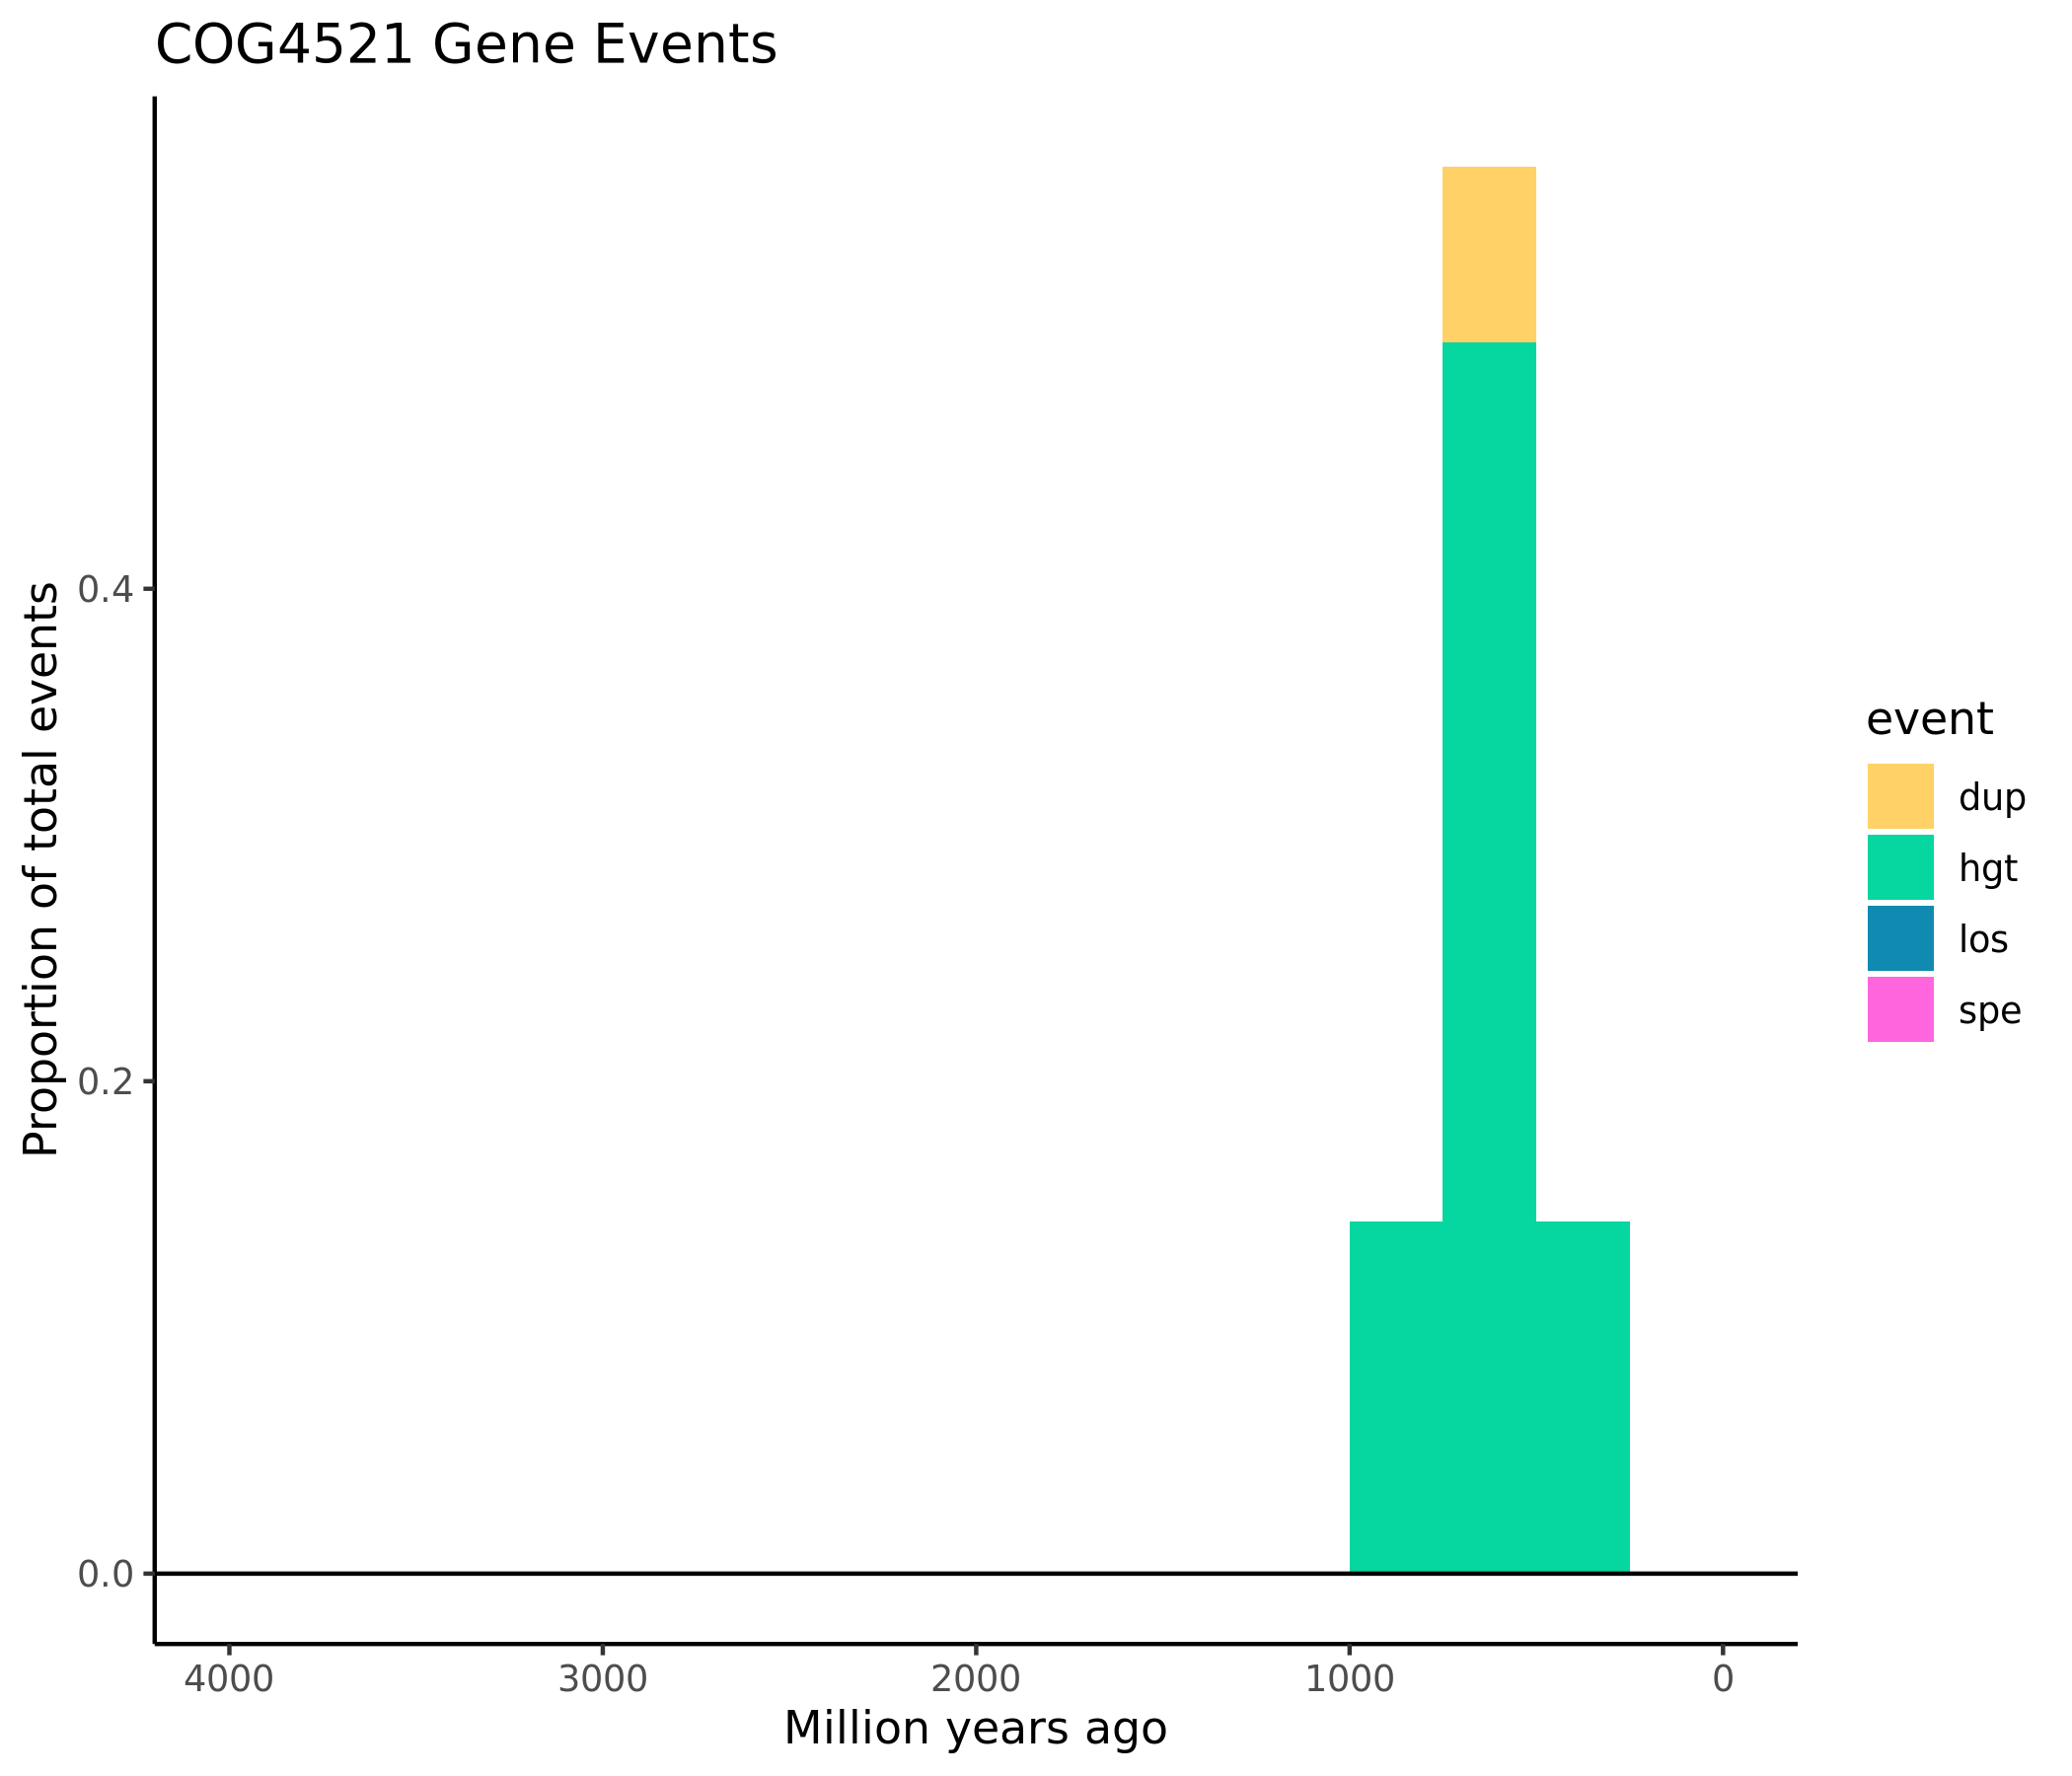 COG4521 Gene Events
Proportion of total events
0.4
0.2
0.0
4000 3000 2000 1000 0
Million years ago
event
dup
hgt
los
spe